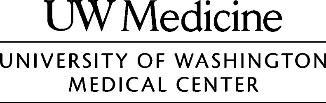 UW Medicine
UNIVERSITY OF WASHINGTON
MEDICAL CENTER